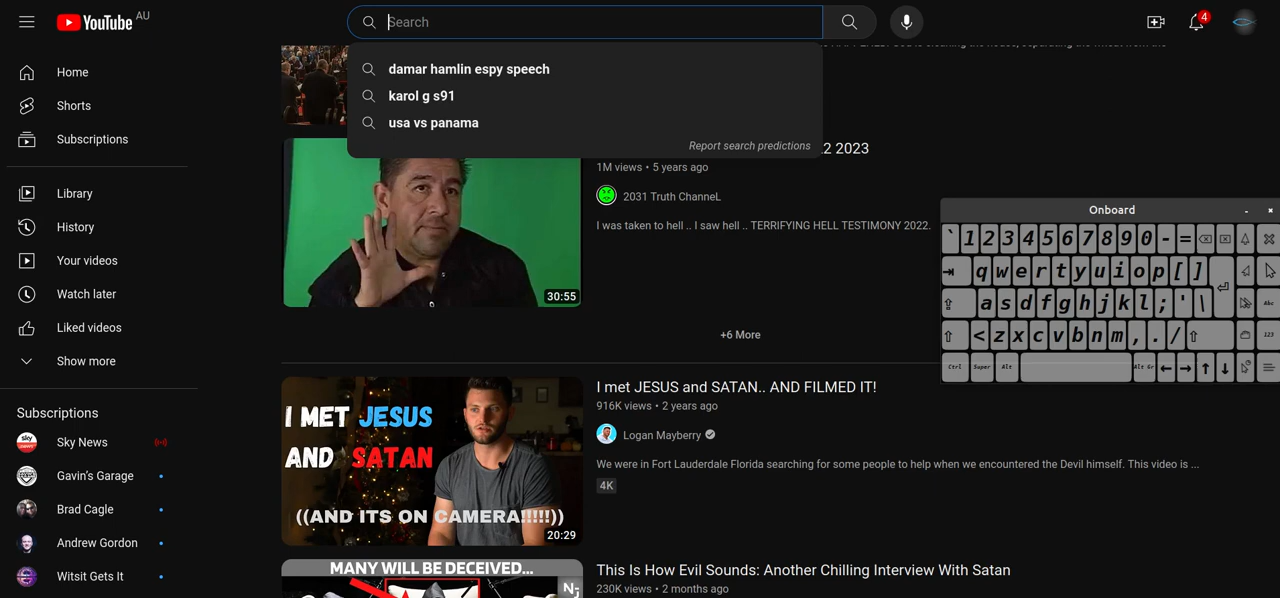 YouTube AU
Search
4
damar hamlin espy speech
karol g s91
usa vs panama
Report search predictions
Home
Shorts
Subscriptions
Library
History
Your videos
Watch later
Liked videos
Show more
Subscriptions
Sky News
Gavin's Garage
Brad Cagle
Andrew Gordon
Witsit Gets It
2 2023
1M views • 5 years ago
2031 Truth ChanneL
I was taken to hell .. I saw hell .. TERRIFYING HELL TESTIMONY 2022.
30:55
+6 More
I MET JESUS
AND SATAN
((AND ITS ON CAMERA!!!!!))
20:29
I met JESUS and SATAN.. AND FILMED IT!
916K views • 2 years ago
Logan Mayberry
We were in Fort Lauderdale Florida searching for some people to help when we encountered the Devil himself. This video is ...
4K
MANY WILL BE DECEIVED...
This Is How Evil Sounds: Another Chilling Interview With Satan
230K views • 2 months ago
Onboard
` 1 2 3 4 5 6 7 8 9 0 - =
q w e r t y u i o p [ ]
a s d f g h j k l ; ' \ Abc
< z x c v b n m , . / 123
Ctrl Super Alt Alt Gr